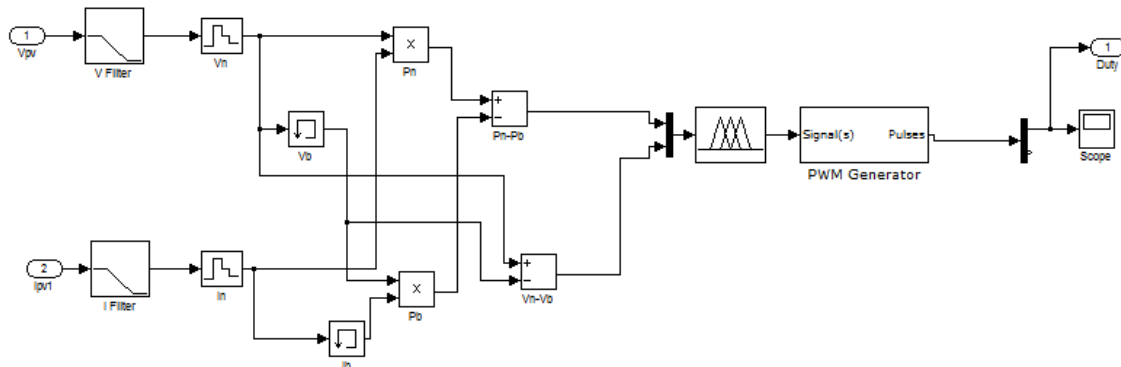 1
Vpv
V Filter
Vn
X
Pn
1
Duty
+
−
Pn-Pb
Vb
Signal(s) Pulses
PWM Generator
Scope
2
Ipv1
I Filter
In
X
Pb
+
−
Vn-Vb
Ib